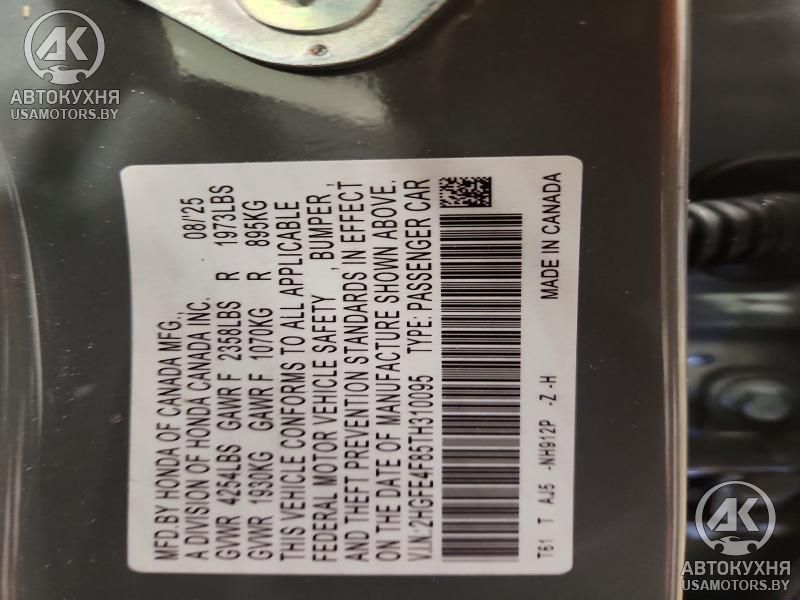 АК
АВТОКУХНЯ
USAMOTORS.BY
MFD.BY HONDA OF CANADA MFG.,
A DIVISION OF HONDA CANADA INC. 08/'25
GVWR 4254LBS GAWR F 2358LBS R 1973LBS
GVWR 1930KG GAWR F 1070KG R 895KG
THIS VEHICLE CONFORMS TO ALL APPLICABLE
FEDERAL MOTOR VEHICLE SAFETY , BUMPER ,
AND THEFT PREVENTION STANDARDS IN EFFECT
ON THE DATE OF MANUFACTURE SHOWN ABOVE.
V.I.N: 2HGFE4F85TH310095 TYPE: PASSENGER CAR
T61 T AJ5 -NH912P -Z -H MADE IN CANADA
АК
АВТОКУХНЯ
USAMOTORS.BY